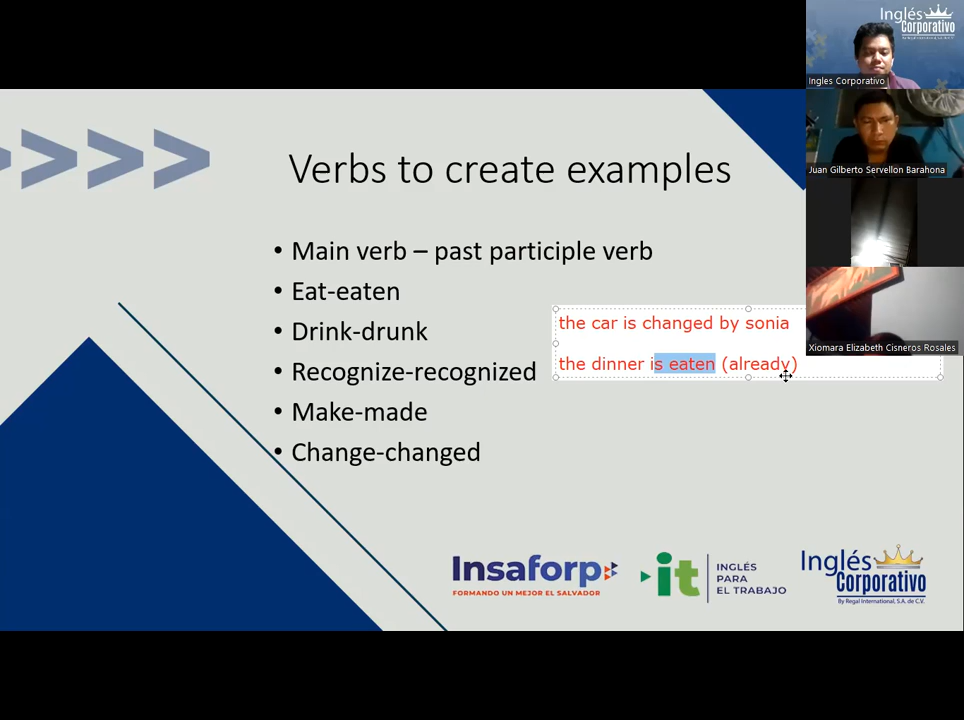 Inglés
Corporativo
Ingles Corporativo
Juan Gilberto Servellon Barahona
Xiomara Elizabeth Cisneros Rosales
Verbs to create examples
• Main verb – past participle verb
• Eat-eaten
• Drink-drunk
• Recognize-recognized
• Make-made
• Change-changed
the car is changed by sonia
the dinner is eaten (already)
Insaforp
FORMANDO UN MEJOR EL SALVADOR
it
INGLÉS
PARA
EL TRABAJO
Inglés
Corporativo
By Regal International, S.A. de C.V.